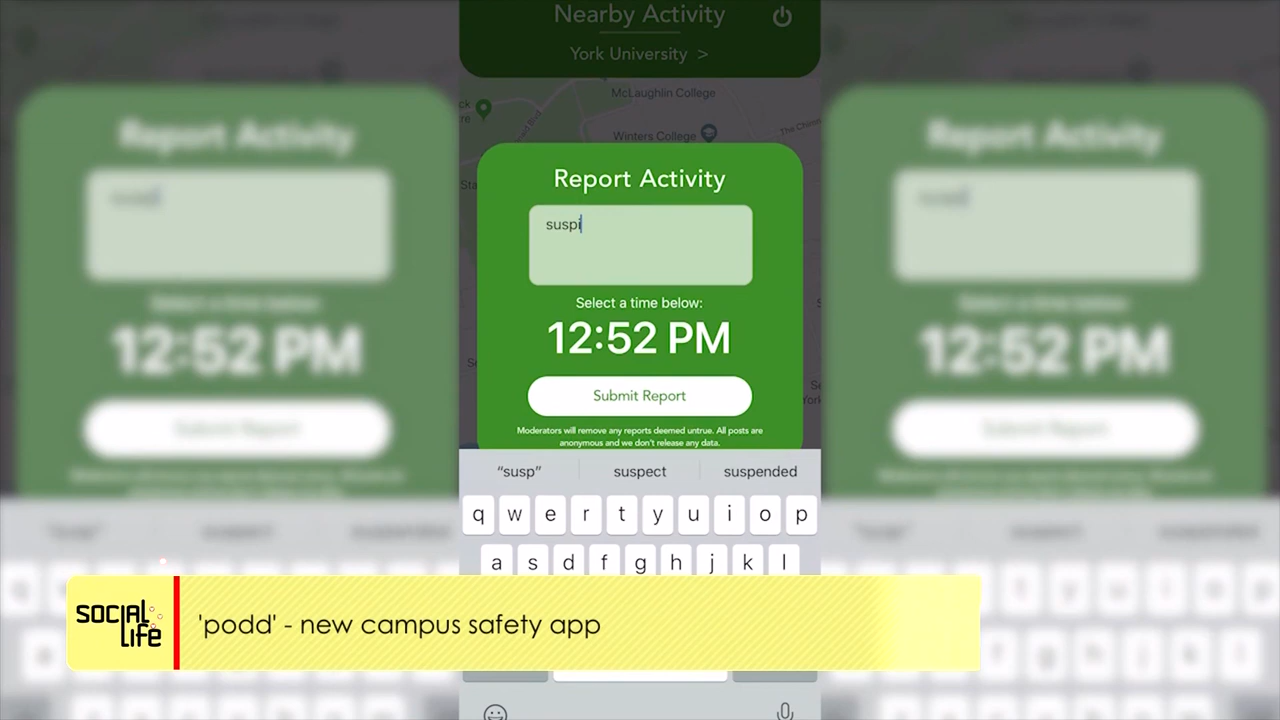 Nearby Activity
York University >
McLaughlin College
Winters College
Report Activity
suspi
Select a time below:
12:52 PM
Submit Report
Moderators will remove any reports deemed untrue. All posts are
anonymous and we don't release any data.
"susp" suspect suspended
q w e r t y u i o p
a s d f g h j k l
SOCIAL
LIFE
'podd' - new campus safety app